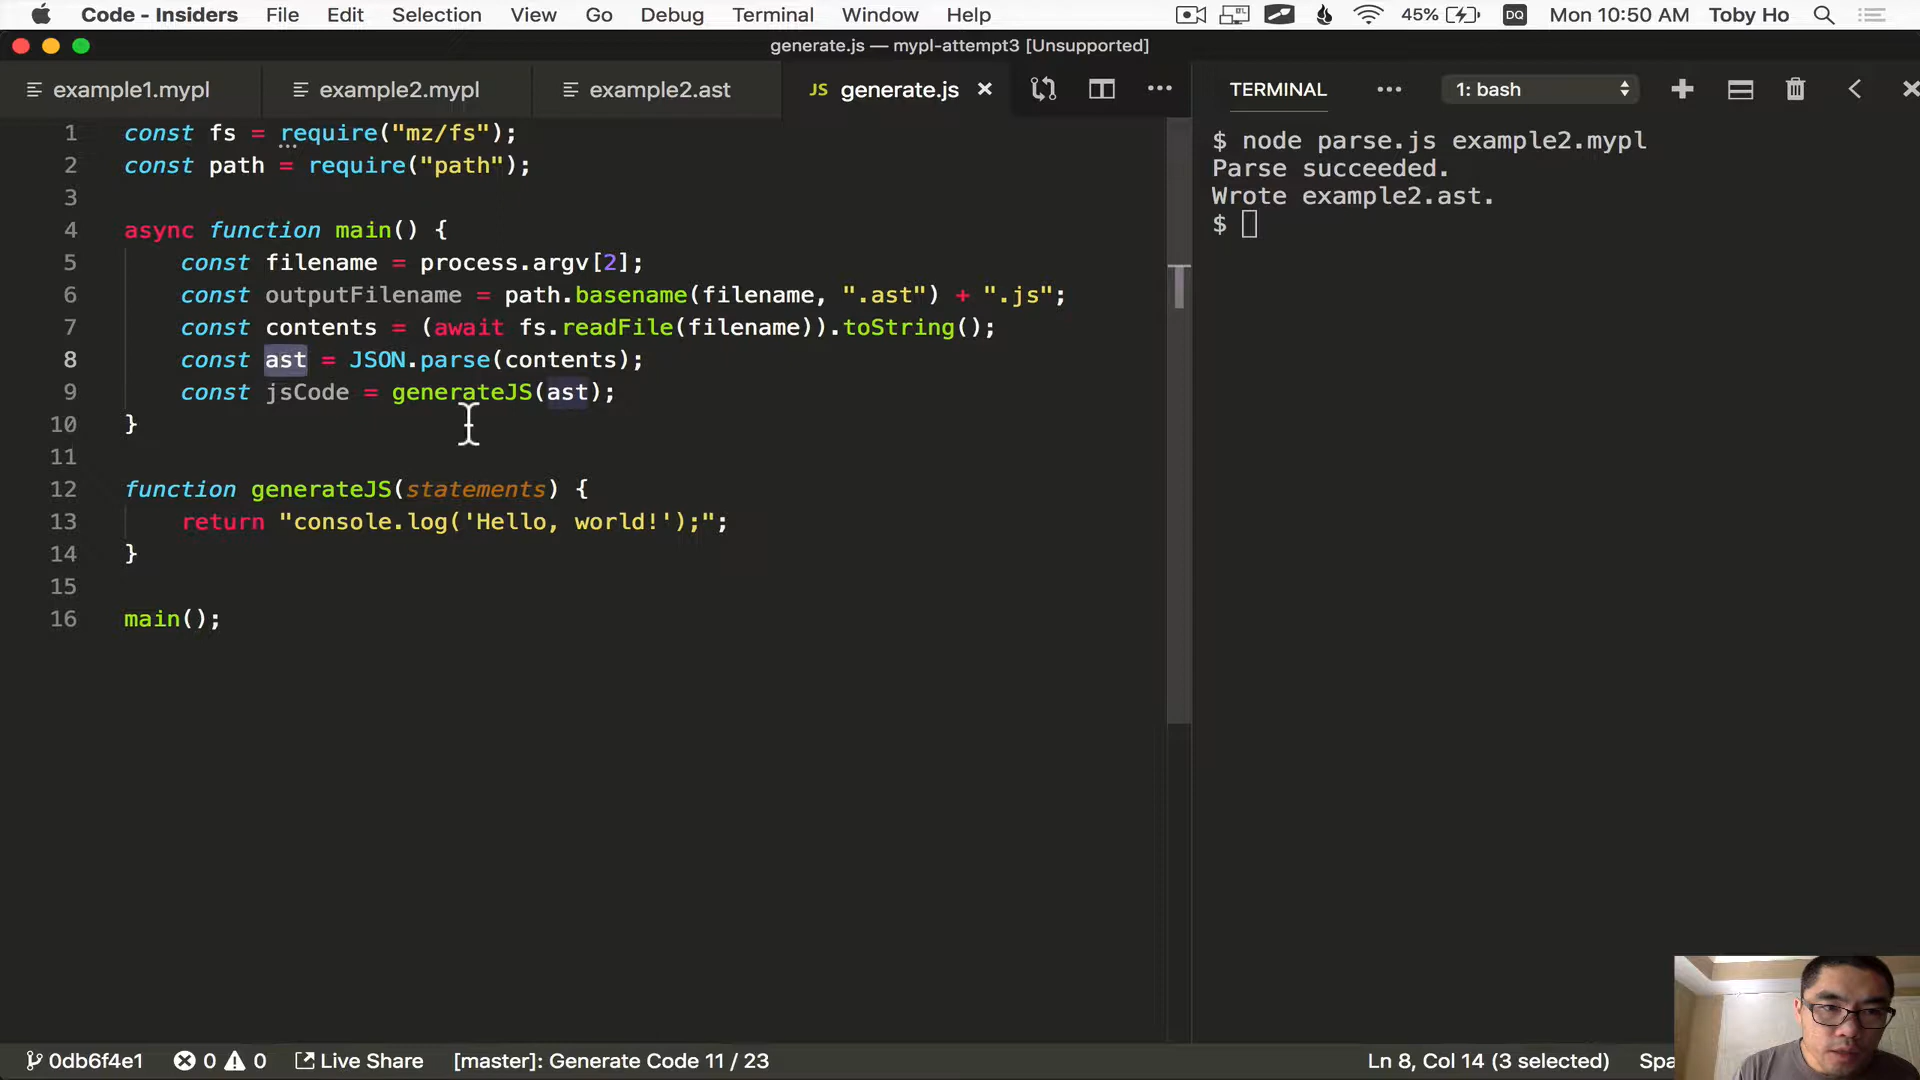 Code - Insiders File Edit Selection View Go Debug Terminal Window Help 45% DQ Mon 10:50 AM Toby Ho
generate.js — mypl-attempt3 [Unsupported]
example1.mypl example2.mypl example2.ast JS generate.js TERMINAL 1: bash
1 const fs = require("mz/fs");
2 const path = require("path");
3
4 async function main() {
5 const filename = process.argv[2];
6 const outputFilename = path.basename(filename, ".ast") + ".js";
7 const contents = (await fs.readFile(filename)).toString();
8 const ast = JSON.parse(contents);
9 const jsCode = generateJS(ast);
10 }
11
12 function generateJS(statements) {
13 return "console.log('Hello, world!');";
14 }
15
16 main();
$ node parse.js example2.mypl
Parse succeeded.
Wrote example2.ast.
$
0db6f4e1 0 0 Live Share [master]: Generate Code 11 / 23 Ln 8, Col 14 (3 selected)